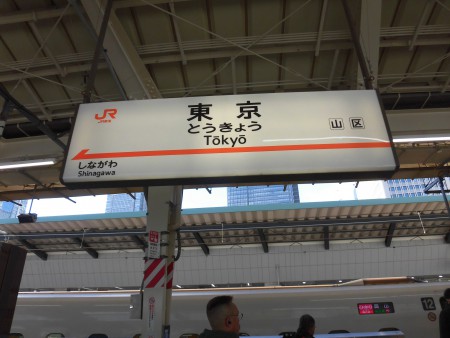 JR
東京
とうきょう
Tōkyō
山 区
しながわ
Shinagawa
12